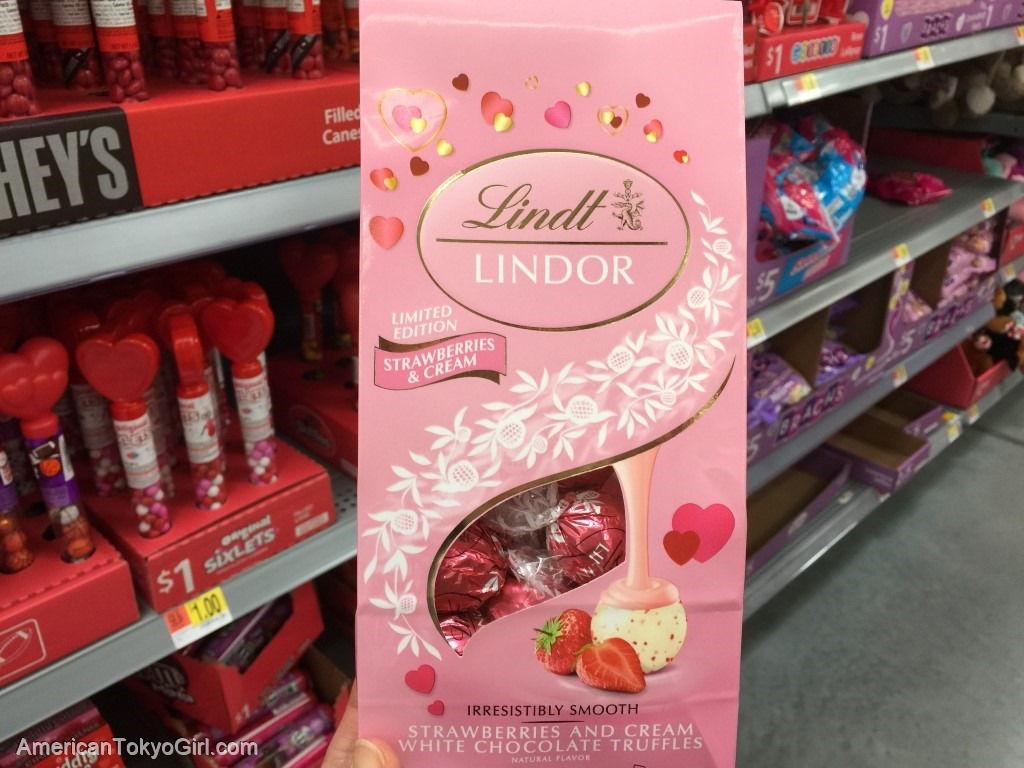 HEY'S
Filled
Canes
Lindt
LINDOR
LIMITED
EDITION
STRAWBERRIES
& CREAM
IRRESISTIBLY SMOOTH
STRAWBERRIES AND CREAM
WHITE CHOCOLATE TRUFFLES
NATURAL FLAVOR
Original
SIXLETS
$1
1.00
$1
$1
$5
$5
AmericanTokyoGirl.com